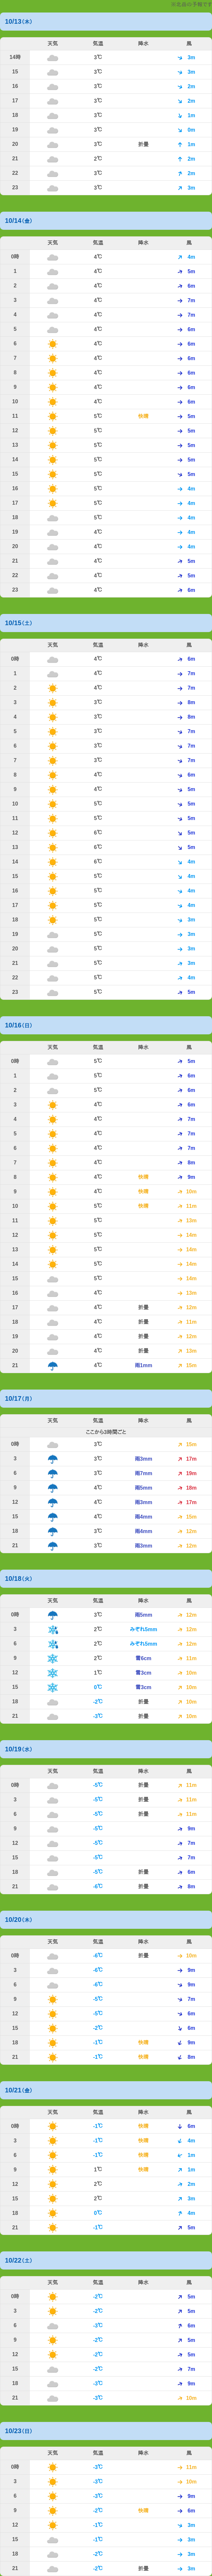 10/13(木)
天気 気温 降水 風
14時 3℃ 3m
15 3℃ 3m
16 3℃ 2m
17 3℃ 2m
18 3℃ 1m
19 3℃ 0m
20 3℃ 折曇 1m
21 2℃ 2m
22 3℃ 2m
23 3℃ 3m
10/14(金)
天気 気温 降水 風
0時 4℃ 4m
1 4℃ 5m
2 4℃ 6m
3 4℃ 7m
4 4℃ 7m
5 4℃ 6m
6 4℃ 6m
7 4℃ 6m
8 4℃ 6m
9 4℃ 6m
10 4℃ 6m
11 5℃ 快晴 5m
12 5℃ 5m
13 5℃ 5m
14 5℃ 5m
15 5℃ 5m
16 5℃ 4m
17 5℃ 4m
18 5℃ 4m
19 4℃ 4m
20 4℃ 4m
21 4℃ 5m
22 4℃ 5m
23 4℃ 6m
10/15(土)
天気 気温 降水 風
0時 4℃ 6m
1 4℃ 7m
2 4℃ 7m
3 3℃ 8m
4 3℃ 8m
5 3℃ 7m
6 3℃ 7m
7 3℃ 7m
8 4℃ 6m
9 4℃ 5m
10 5℃ 5m
11 5℃ 5m
12 6℃ 5m
13 6℃ 5m
14 6℃ 4m
15 5℃ 4m
16 5℃ 4m
17 5℃ 4m
18 5℃ 3m
19 5℃ 3m
20 5℃ 3m
21 5℃ 3m
22 5℃ 4m
23 5℃ 5m
10/16(日)
天気 気温 降水 風
0時 5℃ 5m
1 5℃ 6m
2 5℃ 6m
3 4℃ 6m
4 4℃ 7m
5 4℃ 7m
6 4℃ 7m
7 4℃ 8m
8 4℃ 快晴 9m
9 4℃ 快晴 10m
10 5℃ 快晴 11m
11 5℃ 13m
12 5℃ 14m
13 5℃ 14m
14 5℃ 14m
15 5℃ 14m
16 4℃ 13m
17 4℃ 折曇 12m
18 4℃ 折曇 11m
19 4℃ 折曇 12m
20 4℃ 折曇 13m
21 4℃ 雨1mm 15m
10/17(月)
天気 気温 降水 風
ここから3時間ごと
0時 3℃ 15m
3 3℃ 雨3mm 17m
6 3℃ 雨7mm 19m
9 4℃ 雨5mm 18m
12 4℃ 雨3mm 17m
15 4℃ 雨4mm 15m
18 3℃ 雨4mm 12m
21 3℃ 雨3mm 12m
10/18(火)
天気 気温 降水 風
0時 3℃ 雨5mm 12m
3 2℃ みぞれ5mm 12m
6 2℃ みぞれ5mm 12m
9 2℃ 雪6cm 11m
12 1℃ 雪3cm 10m
15 0℃ 雪3cm 10m
18 -2℃ 折曇 10m
21 -3℃ 折曇 10m
10/19(水)
天気 気温 降水 風
0時 -5℃ 折曇 11m
3 -5℃ 折曇 11m
6 -5℃ 折曇 11m
9 -5℃ 9m
12 -5℃ 7m
15 -5℃ 7m
18 -5℃ 折曇 6m
21 -6℃ 折曇 8m
10/20(木)
天気 気温 降水 風
0時 -6℃ 折曇 10m
3 -6℃ 9m
6 -6℃ 9m
9 -5℃ 7m
12 -5℃ 6m
15 -2℃ 6m
18 -1℃ 快晴 9m
21 -1℃ 快晴 8m
10/21(金)
天気 気温 降水 風
0時 -1℃ 快晴 6m
3 -1℃ 快晴 4m
6 -1℃ 快晴 1m
9 1℃ 快晴 1m
12 2℃ 2m
15 2℃ 3m
18 0℃ 4m
21 -1℃ 5m
10/22(土)
天気 気温 降水 風
0時 -2℃ 5m
3 -2℃ 5m
6 -3℃ 6m
9 -2℃ 5m
12 -2℃ 5m
15 -2℃ 7m
18 -3℃ 9m
21 -3℃ 10m
10/23(日)
天気 気温 降水 風
0時 -3℃ 11m
3 -3℃ 10m
6 -3℃ 9m
9 -2℃ 快晴 6m
12 -1℃ 3m
15 -1℃ 3m
18 -2℃ 3m
21 -2℃ 折曇 3m